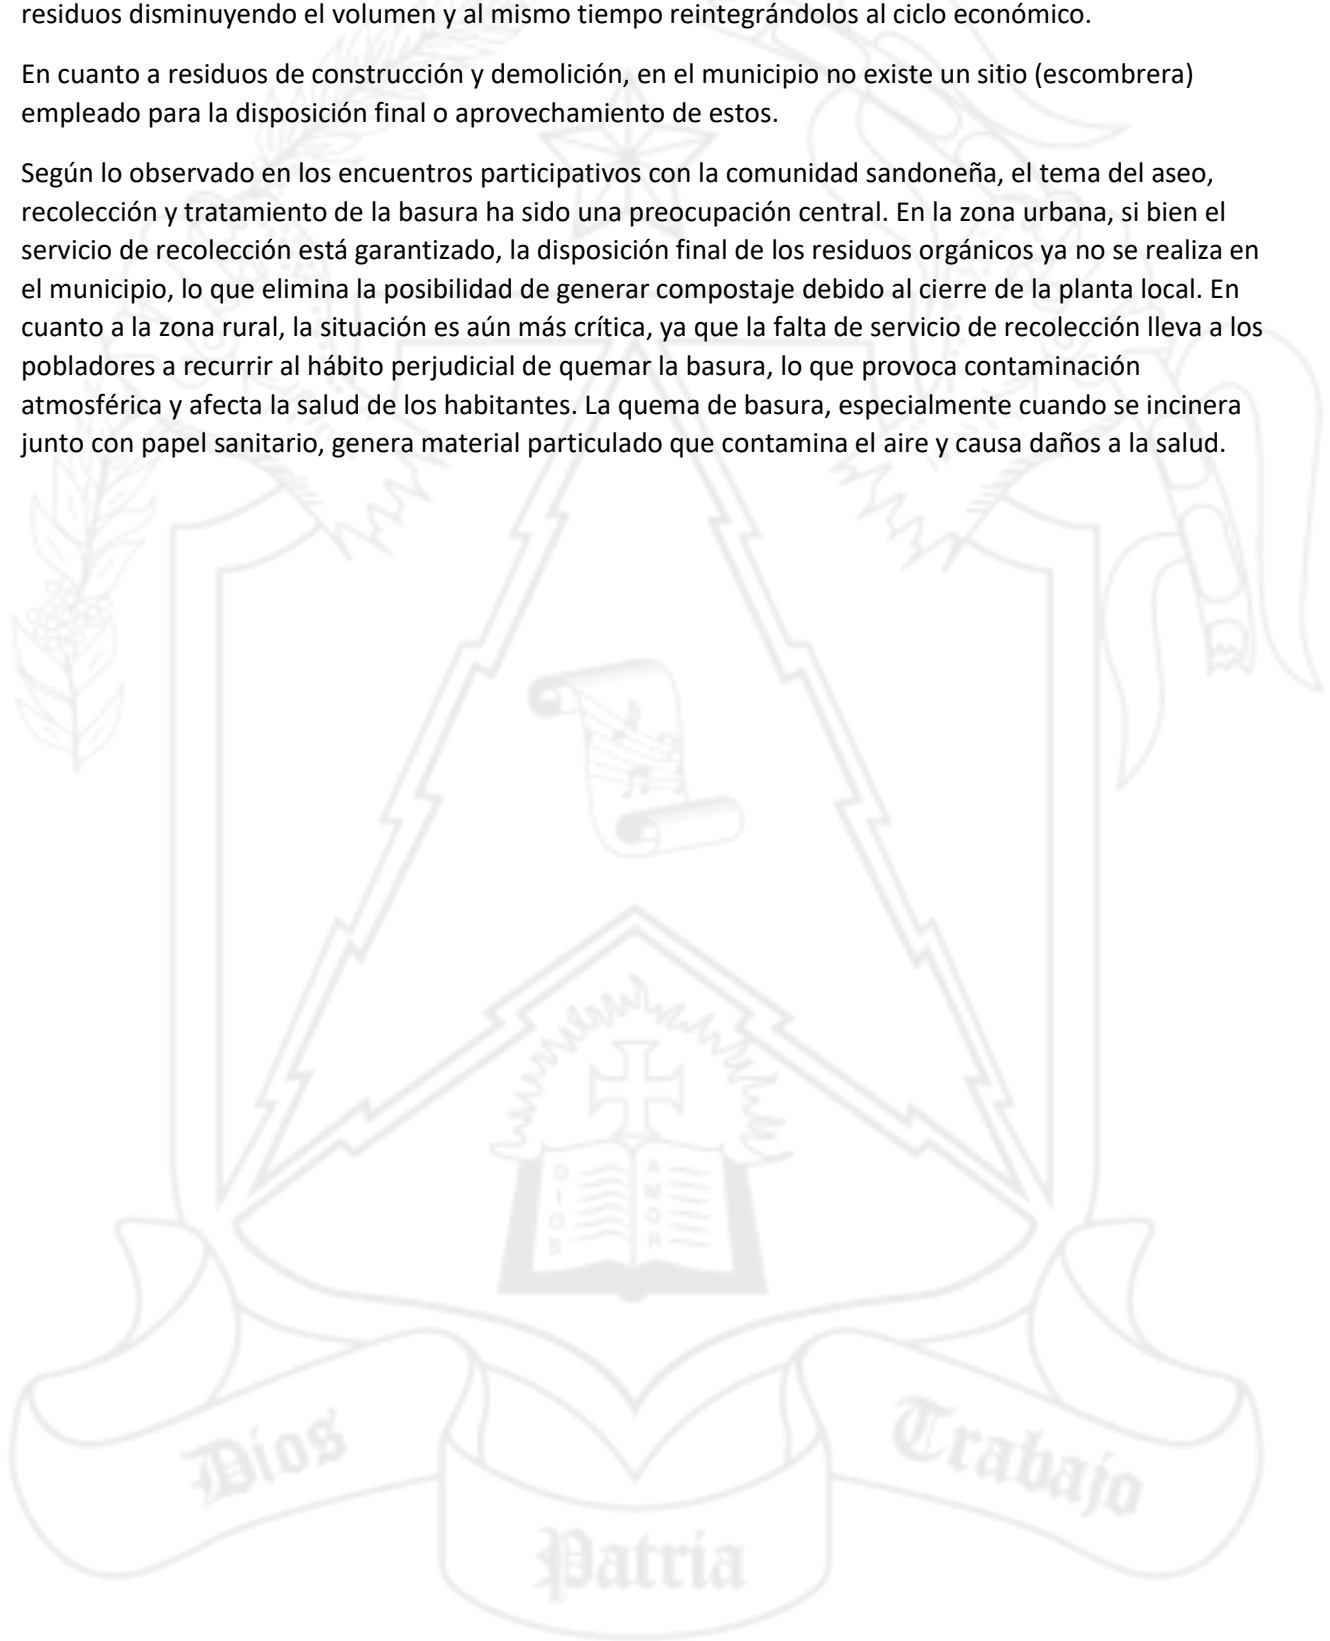 residuos disminuyendo el volumen y al mismo tiempo reintegrándolos al ciclo económico.
En cuanto a residuos de construcción y demolición, en el municipio no existe un sitio (escombrera)
empleado para la disposición final o aprovechamiento de estos.
Según lo observado en los encuentros participativos con la comunidad sandoneña, el tema del aseo,
recolección y tratamiento de la basura ha sido una preocupación central. En la zona urbana, si bien el
servicio de recolección está garantizado, la disposición final de los residuos orgánicos ya no se realiza en
el municipio, lo que elimina la posibilidad de generar compostaje debido al cierre de la planta local. En
cuanto a la zona rural, la situación es aún más crítica, ya que la falta de servicio de recolección lleva a los
pobladores a recurrir al hábito perjudicial de quemar la basura, lo que provoca contaminación
atmosférica y afecta la salud de los habitantes. La quema de basura, especialmente cuando se incinera
junto con papel sanitario, genera material particulado que contamina el aire y causa daños a la salud.
DIOS
AMOR
Dios
Patria
Trabajo